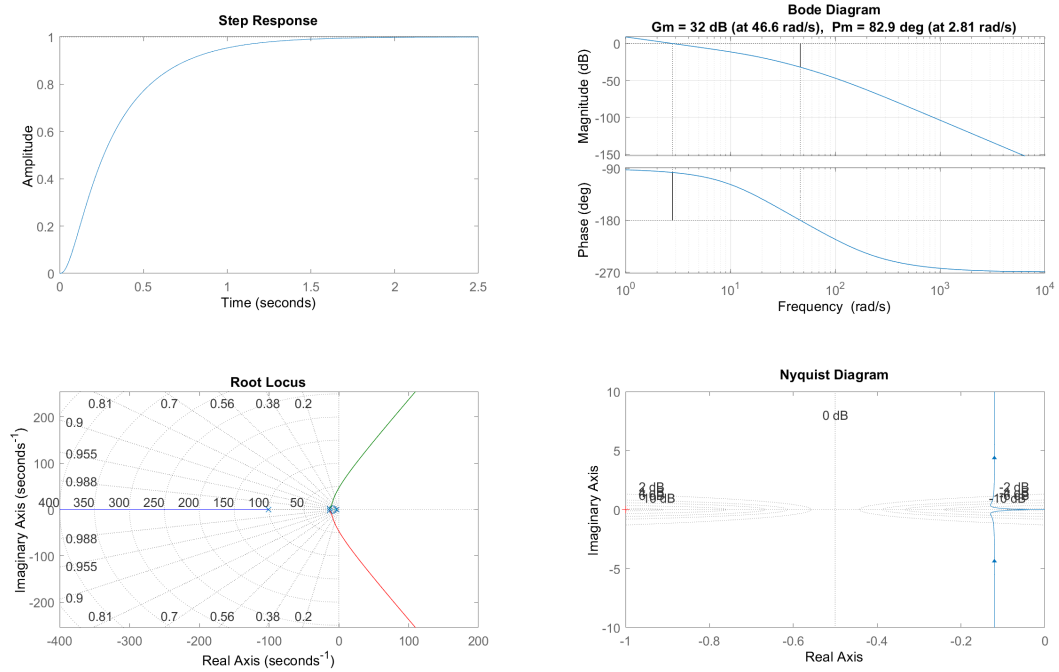 Step Response
1
0.8
0.6
0.4
0.2
0
Amplitude
0 0.5 1 1.5 2 2.5
Time (seconds)
Bode Diagram
Gm = 32 dB (at 46.6 rad/s), Pm = 82.9 deg (at 2.81 rad/s)
0
-50
-100
-150
Magnitude (dB)
-90
-180
-270
Phase (deg)
10^0 10^1 10^2 10^3 10^4
Frequency (rad/s)
Root Locus
200
100
0
-100
-200
Imaginary Axis (seconds^-1)
0.81 0.7 0.56 0.38 0.2
0.9
0.955
0.988
400 350 300 250 200 150 100 50
0.988
0.955
0.9
0.81 0.7 0.56 0.38 0.2
-400 -300 -200 -100 0 100 200
Real Axis (seconds^-1)
Nyquist Diagram
10
5
0
-5
-10
Imaginary Axis
0 dB
2 dB
-2 dB
-10 dB
-1 -0.8 -0.6 -0.4 -0.2 0
Real Axis